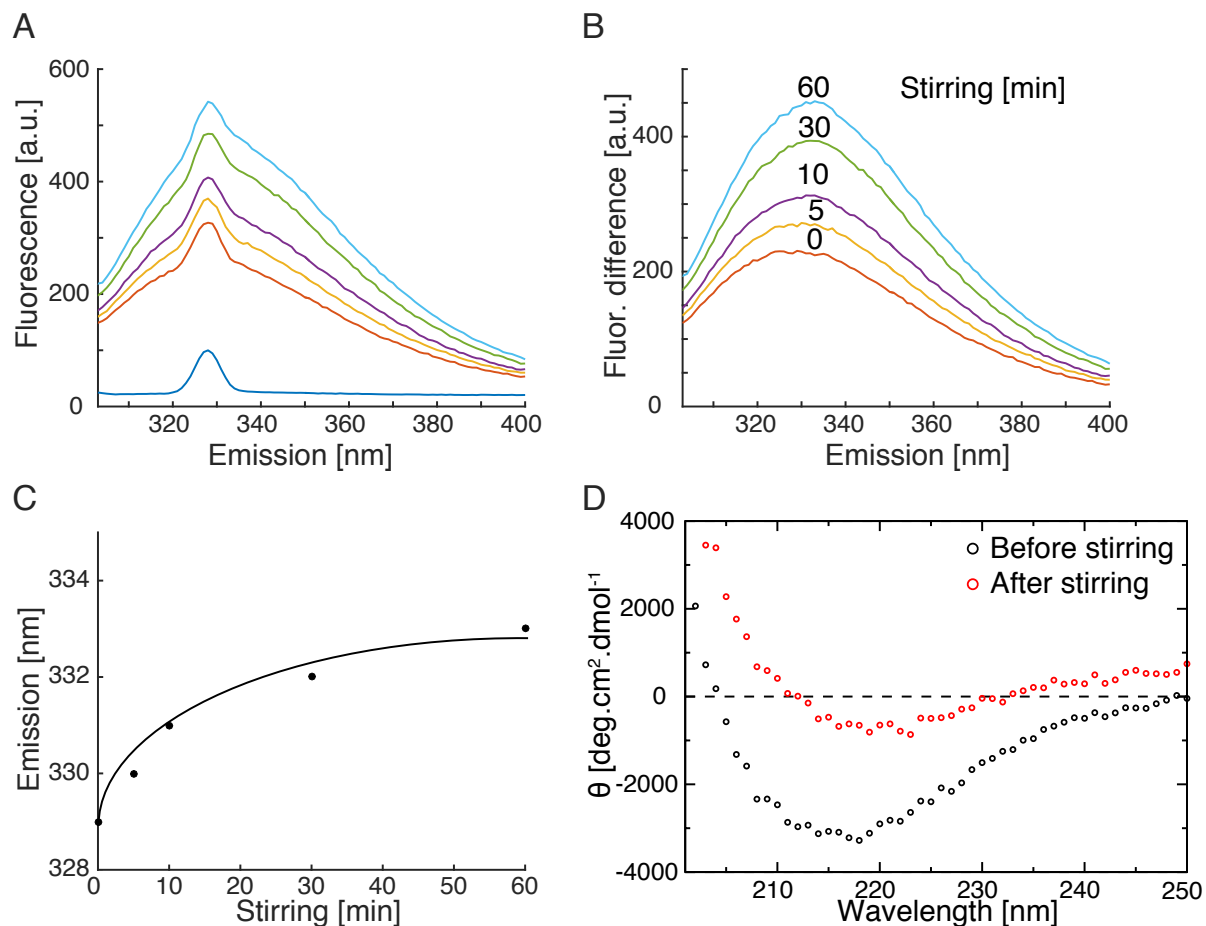 A
600
400
200
0
Fluorescence [a.u.]
320
340
360
380
400
Emission [nm]
B
Stirring [min]
60
30
10
5
0
400
200
0
Fluor. difference [a.u.]
320
340
360
380
400
Emission [nm]
C
334
332
330
328
Emission [nm]
0
10
20
30
40
50
60
Stirring [min]
D
4000
2000
0
-2000
-4000
θ [deg.cm².dmol⁻¹
Before stirring
After stirring
210
220
230
240
250
Wavelength [nm]